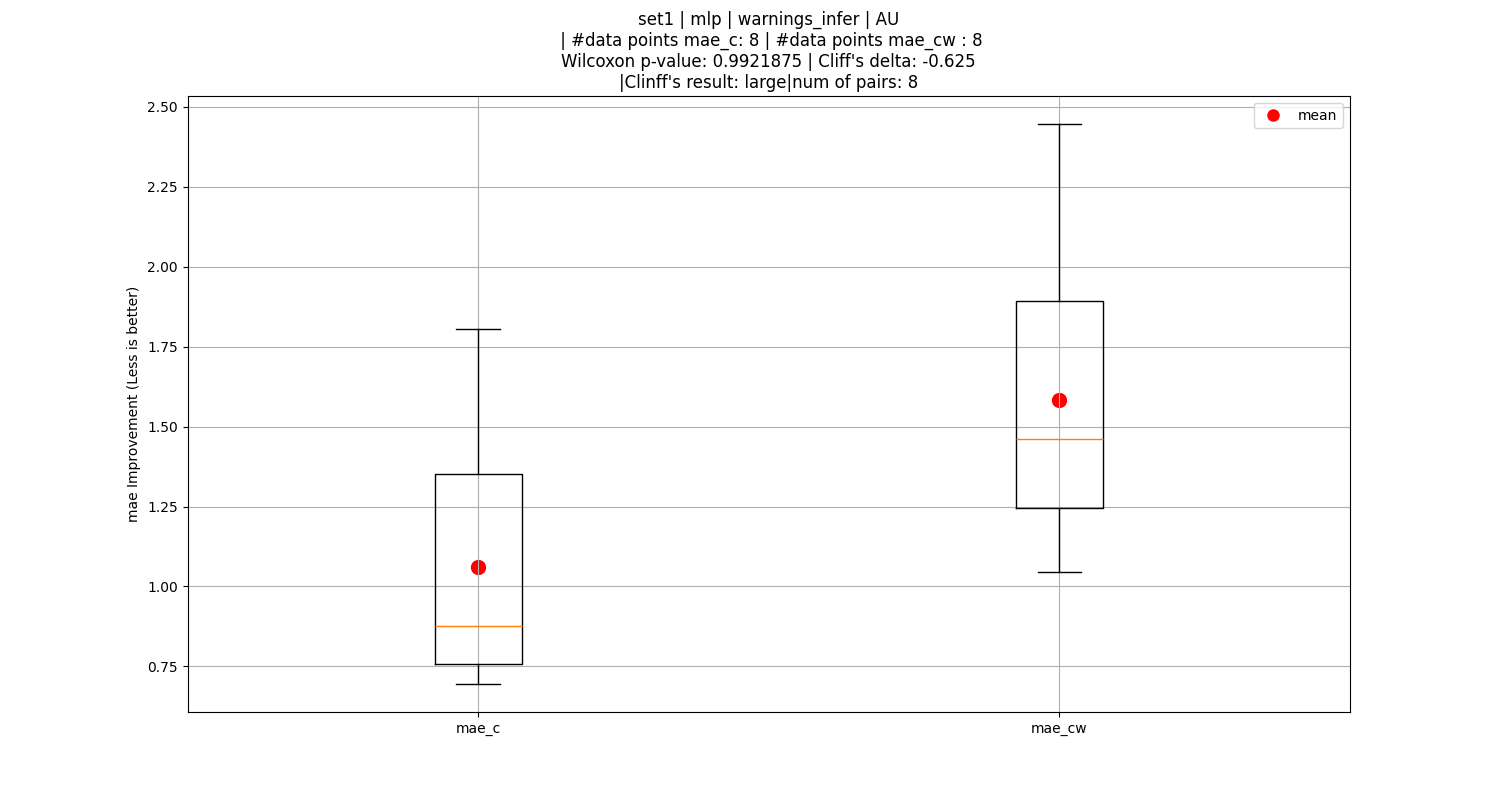 set1 | mlp | warnings_infer | AU
| #data points mae_c: 8 | #data points mae_cw : 8
Wilcoxon p-value: 0.9921875 | Cliff's delta: -0.625
|Clinff's result: large|num of pairs: 8
mean
2.50
2.25
2.00
1.75
1.50
1.25
1.00
0.75
mae Improvement (Less is better)
mae_c
mae_cw